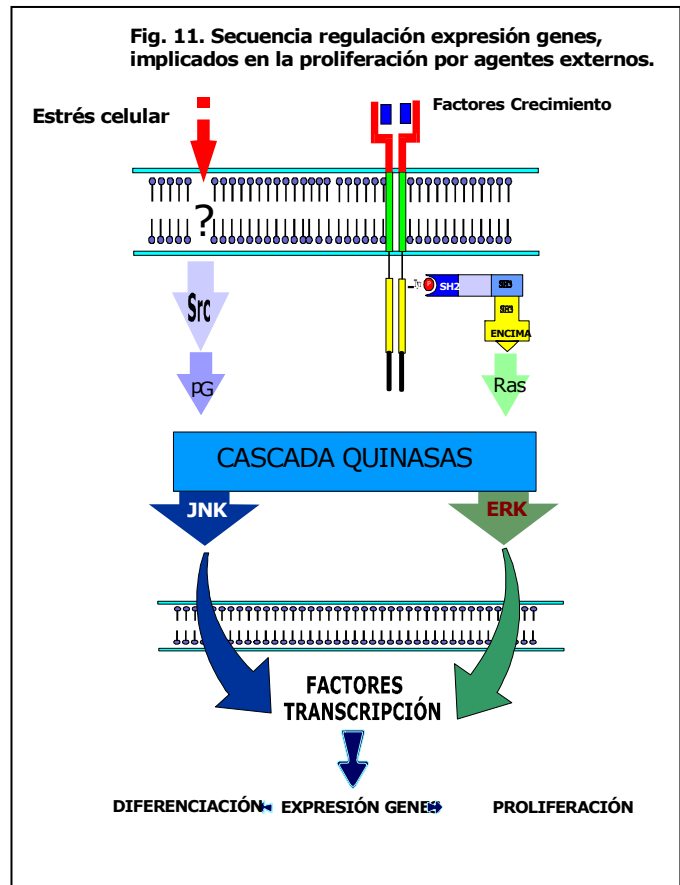 Fig. 11. Secuencia regulación expresión genes,
implicados en la proliferación por agentes externos.
Estrés celular
Factores Crecimiento
?
P
SH2
Src
ENCIMA
pG
Ras
CASCADA QUINASAS
JNK
ERK
FACTORES
TRANSCRIPCIÓN
DIFERENCIACIÓN EXPRESIÓN GENES PROLIFERACIÓN